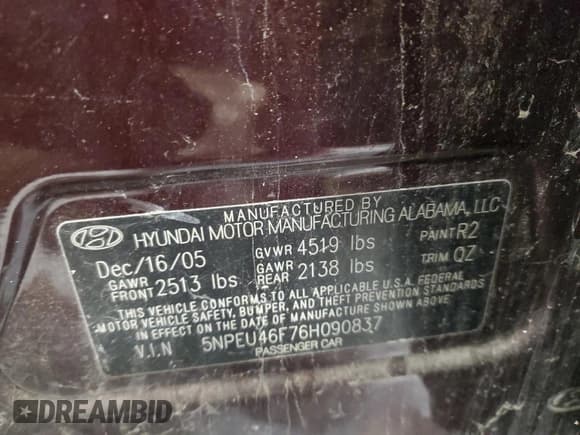 MANUFACTURED BY
HYUNDAI MOTOR MANUFACTURING ALABAMA, LLC
Dec/16/05 GVWR 4519 lbs PAINT R2
GAWR FRONT 2513 lbs GAWR REAR 2138 lbs TRIM QZ
THIS VEHICLE CONFORMS TO ALL APPLICABLE U.S.A. FEDERAL
MOTOR VEHICLE SAFETY, BUMPER, AND THEFT PREVENTION STANDARDS
IN EFFECT ON THE DATE OF MANUFACTURE SHOWN ABOVE.
V.I.N 5NPEU46F76H090837
PASSENGER CAR
DREAMBID